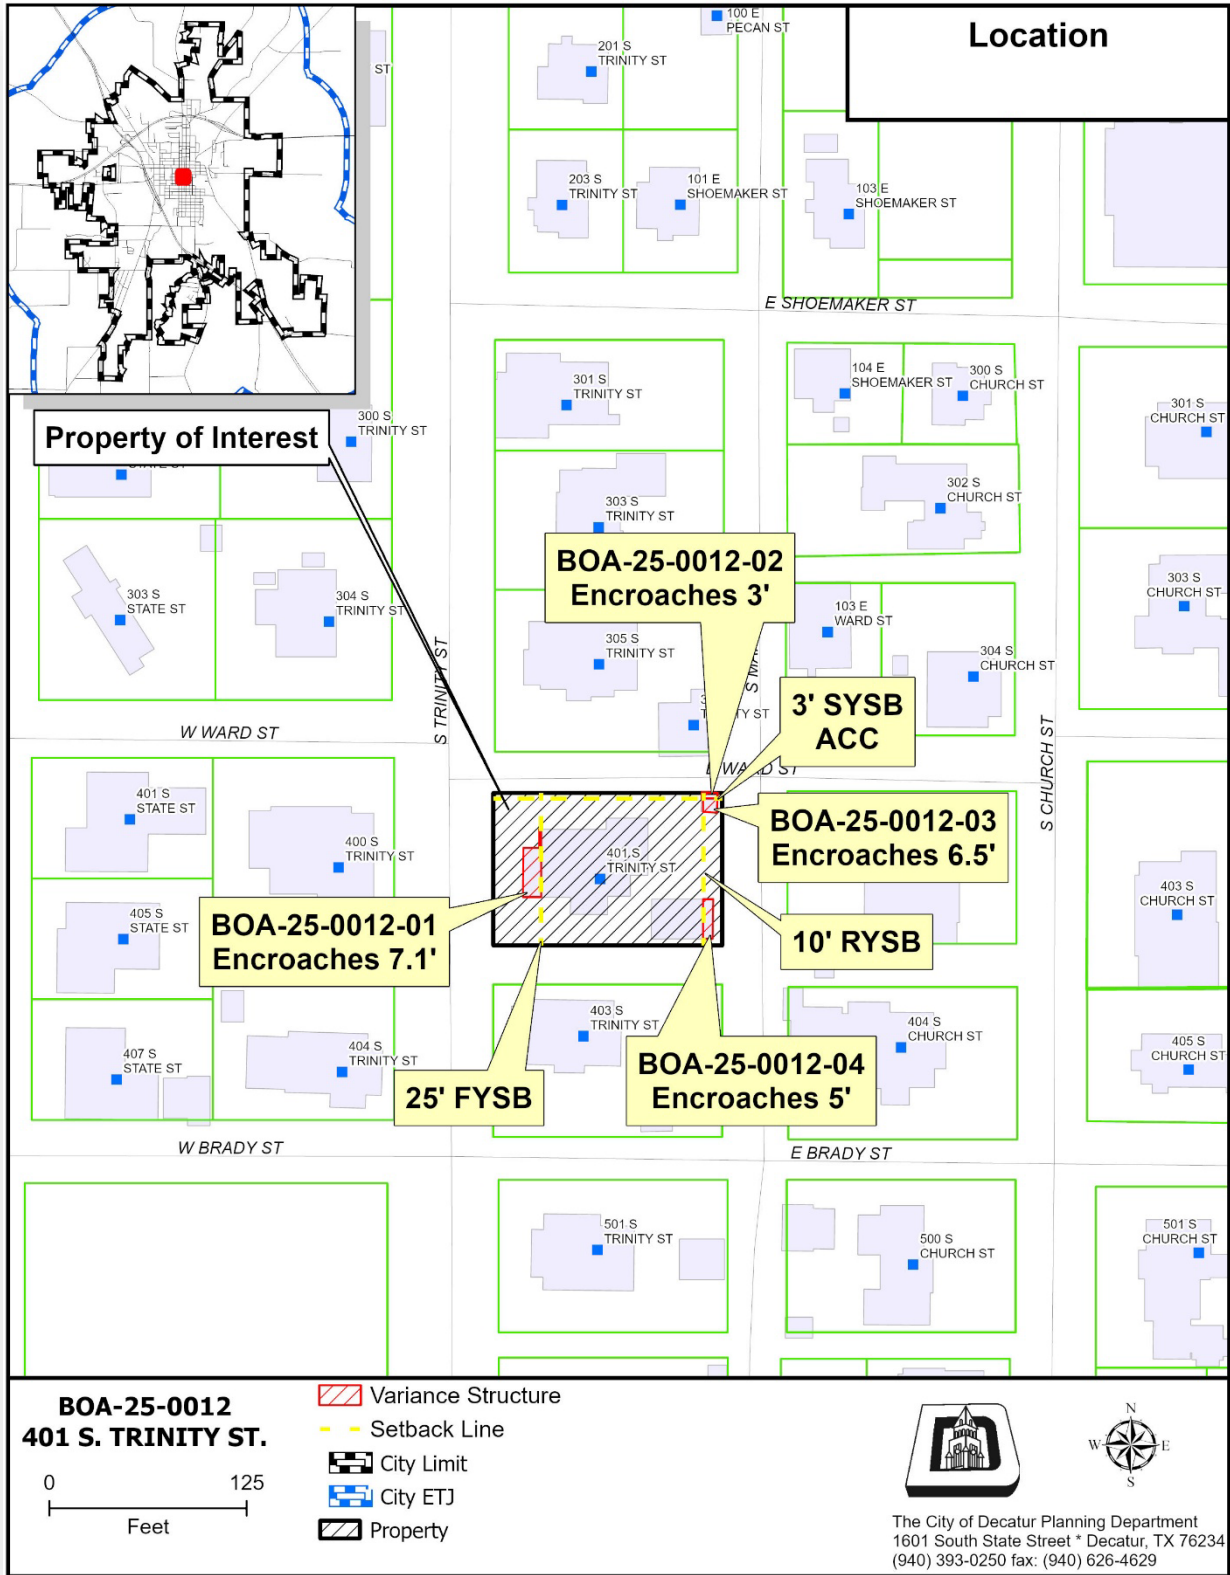 Location
100 E
PECAN ST
ST
201 S
TRINITY ST
203 S
TRINITY ST
101 E
SHOEMAKER ST
103 E
SHOEMAKER ST
E SHOEMAKER ST
301 S
TRINITY ST
104 E
SHOEMAKER ST
300 S
CHURCH ST
301 S
CHURCH ST
300 S
TRINITY ST
Property of Interest
STATE ST
303 S
TRINITY ST
302 S
CHURCH ST
BOA-25-0012-02
Encroaches 3'
303 S
STATE ST
304 S
TRINITY ST
305 S
TRINITY ST
103 E
WARD ST
304 S
CHURCH ST
303 S
CHURCH ST
S TRINITY ST
S MA
TY ST
3' SYSB
ACC
W WARD ST
WARD ST
S CHURCH ST
401 S
STATE ST
400 S
TRINITY ST
401 S
TRINITY ST
BOA-25-0012-03
Encroaches 6.5'
403 S
CHURCH ST
405 S
STATE ST
BOA-25-0012-01
Encroaches 7.1'
10' RYSB
403 S
TRINITY ST
404 S
CHURCH ST
405 S
CHURCH ST
407 S
STATE ST
404 S
TRINITY ST
25' FYSB
BOA-25-0012-04
Encroaches 5'
W BRADY ST
E BRADY ST
501 S
TRINITY ST
500 S
CHURCH ST
501 S
CHURCH ST
BOA-25-0012
401 S. TRINITY ST.
0 125
Feet
Variance Structure
Setback Line
City Limit
City ETJ
Property
D
N
W E
S
The City of Decatur Planning Department
1601 South State Street * Decatur, TX 76234
(940) 393-0250 fax: (940) 626-4629